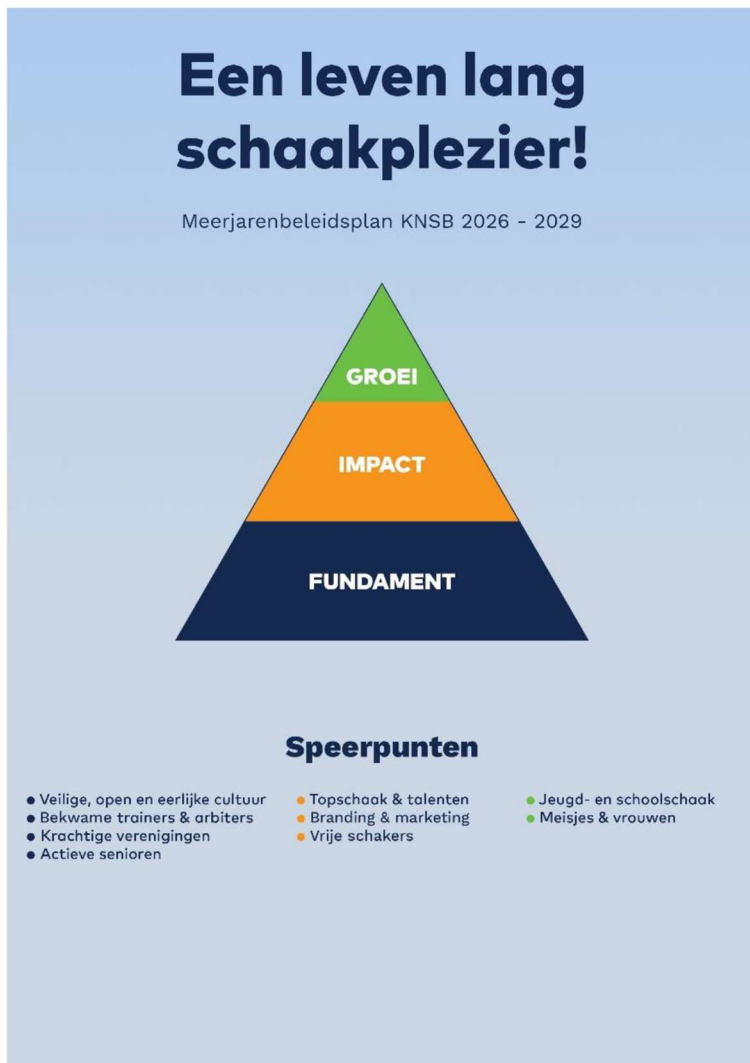 Een leven lang
schaakplezier!
Meerjarenbeleidsplan KNSB 2026 - 2029
GROEI
IMPACT
FUNDAMENT
Speerpunten
● Veilige, open en eerlijke cultuur
● Bekwame trainers & arbiters
● Krachtige verenigingen
● Actieve senioren
● Topschaak & talenten
● Branding & marketing
● Vrije schakers
● Jeugd- en schoolschaak
● Meisjes & vrouwen